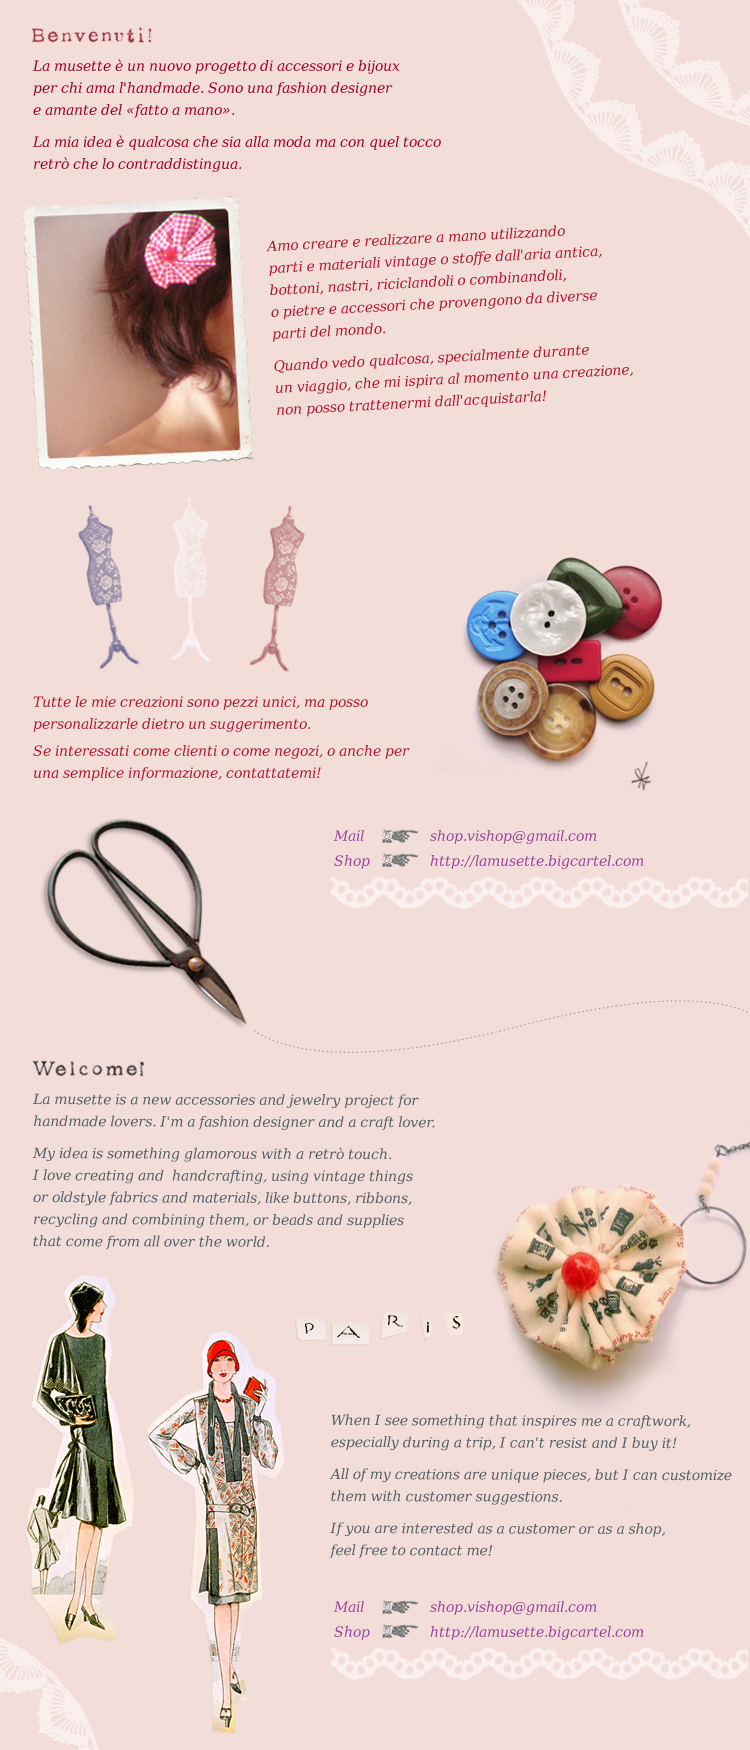 Benvenuti!
La musette è un nuovo progetto di accessori e bijoux
per chi ama l'handmade. Sono una fashion designer
e amante del «fatto a mano».
La mia idea è qualcosa che sia alla moda ma con quel tocco
retrò che lo contraddistingua.
Amo creare e realizzare a mano utilizzando
parti e materiali vintage o stoffe dall'aria antica,
bottoni, nastri, riciclandoli o combinandoli,
o pietre e accessori che provengono da diverse
parti del mondo.
Quando vedo qualcosa, specialmente durante
un viaggio, che mi ispira al momento una creazione,
non posso trattenermi dall'acquistarla!
Tutte le mie creazioni sono pezzi unici, ma posso
personalizzarle dietro un suggerimento.
Se interessati come clienti o come negozi, o anche per
una semplice informazione, contattatemi!
Mail shop.vishop@gmail.com
Shop http://lamusette.bigcartel.com
Welcome!
La musette is a new accessories and jewelry project for
handmade lovers. I'm a fashion designer and a craft lover.
My idea is something glamorous with a retrò touch.
I love creating and handcrafting, using vintage things
or oldstyle fabrics and materials, like buttons, ribbons,
recycling and combining them, or beads and supplies
that come from all over the world.
PARiS
When I see something that inspires me a craftwork,
especially during a trip, I can't resist and I buy it!
All of my creations are unique pieces, but I can customize
them with customer suggestions.
If you are interested as a customer or as a shop,
feel free to contact me!
Mail shop.vishop@gmail.com
Shop http://lamusette.bigcartel.com